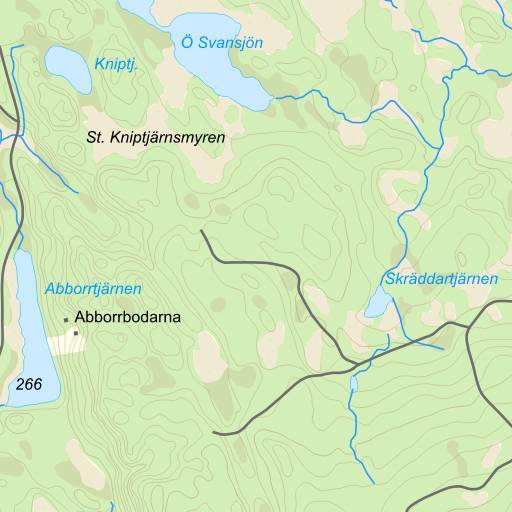 Ö Svansjön
Kniptj.
St. Kniptjärnsmyren
Skräddartjärnen
Abborrtjärnen
Abborrbodarna
266